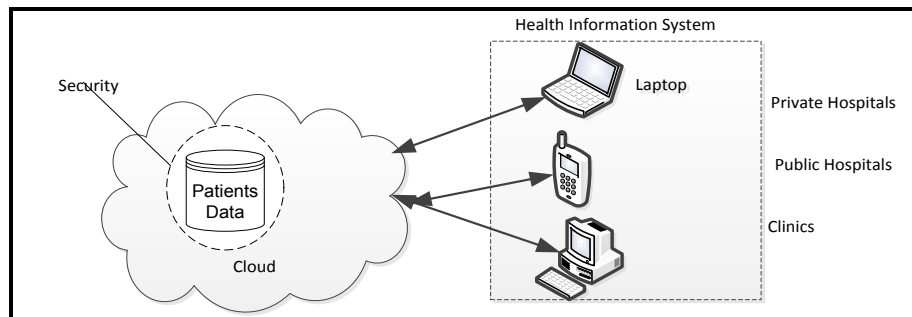 Health Information System
Security
Laptop
Private Hospitals
Public Hospitals
Patients
Data
Clinics
Cloud